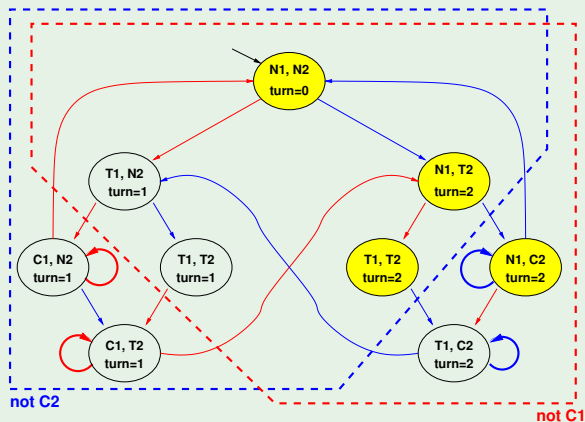 N1, N2
turn=0
T1, N2
turn=1
N1, T2
turn=2
C1, N2
turn=1
T1, T2
turn=1
T1, T2
turn=2
N1, C2
turn=2
C1, T2
turn=1
T1, C2
turn=2
not C2
not C1